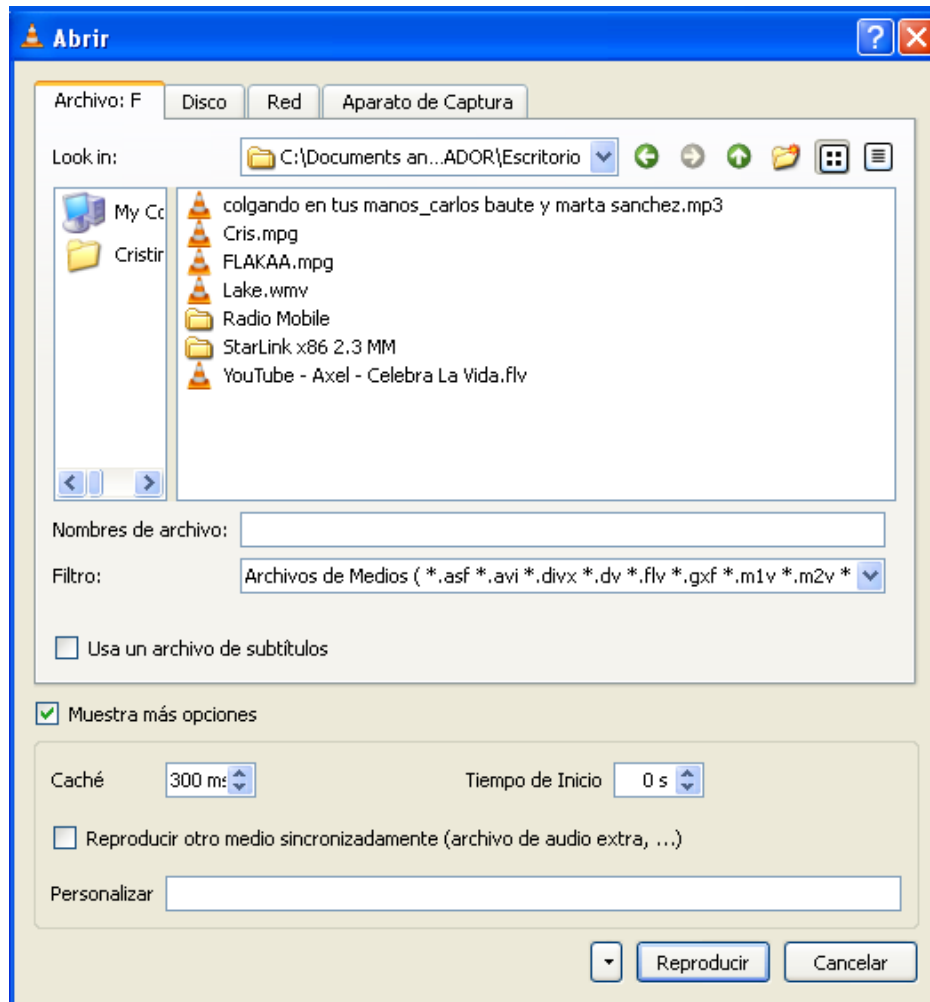 Abrir
Archivo: F Disco Red Aparato de Captura
Look in: C:\Documents an...ADOR\Escritorio
My Co
Cristin
colgando en tus manos_carlos baute y marta sanchez.mp3
Cris.mpg
FLAKAA.mpg
Lake.wmv
Radio Mobile
StarLink x86 2.3 MM
YouTube - Axel - Celebra La Vida.flv
Nombres de archivo:
Filtro: Archivos de Medios ( *.asf *.avi *.divx *.dv *.flv *.gxf *.m1v *.m2v *
Usa un archivo de subtítulos
Muestra más opciones
Caché 300 ms Tiempo de Inicio 0 s
Reproducir otro medio sincronizadamente (archivo de audio extra, ...)
Personalizar
Reproducir Cancelar